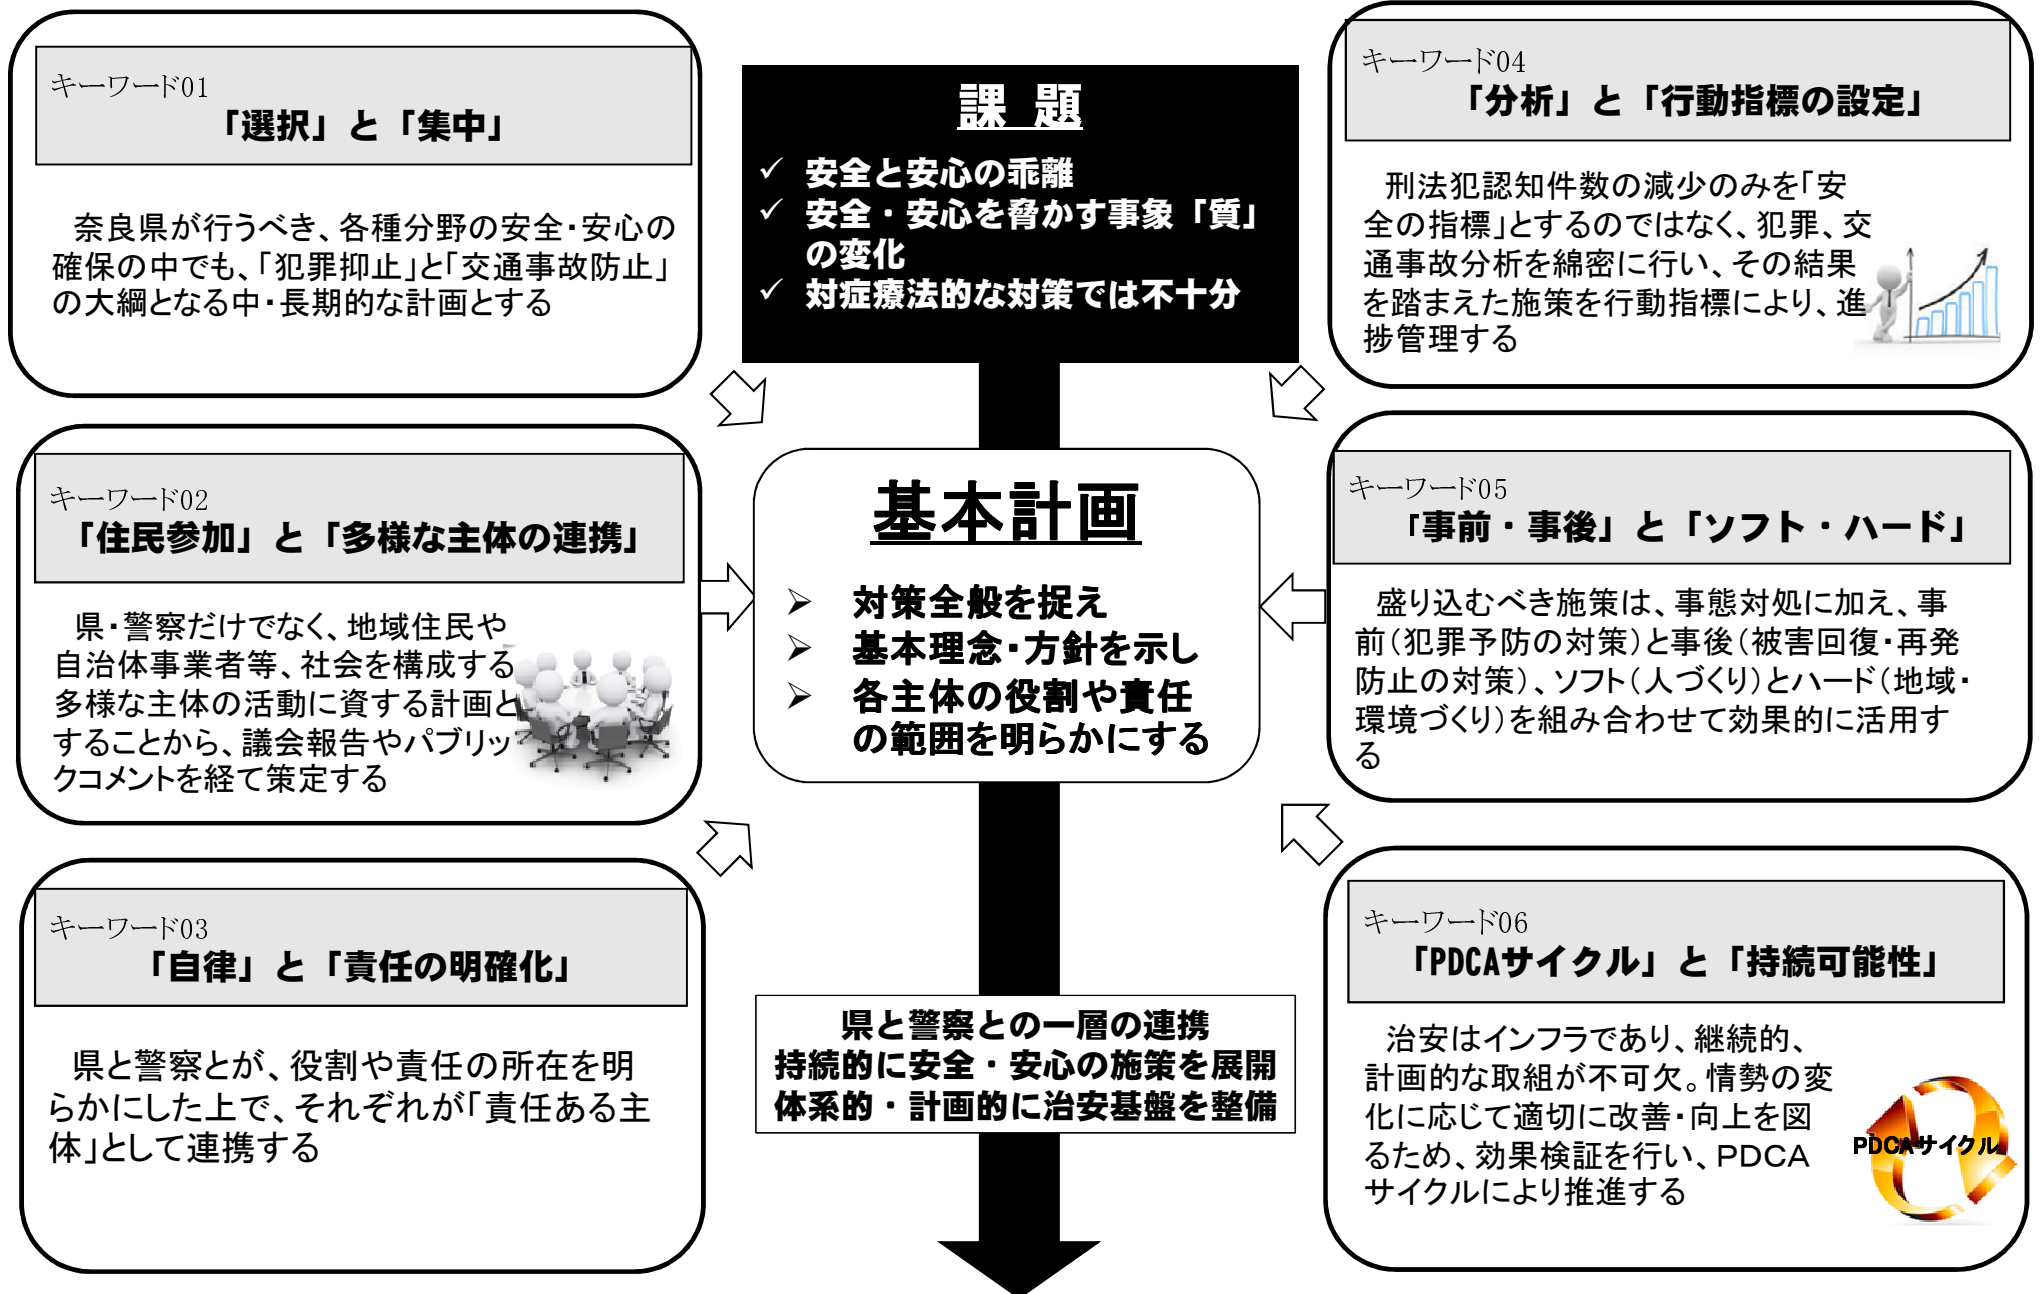 キーワード01
「選択」と「集中」
奈良県が行うべき、各種分野の安全・安心の
確保の中でも、「犯罪抑止」と「交通事故防止」
の大綱となる中・長期的な計画とする
キーワード02
「住民参加」と「多様な主体の連携」
県・警察だけでなく、地域住民や
自治体事業者等、社会を構成する
多様な主体の活動に資する計画と
することから、議会報告やパブリッ
クコメントを経て策定する
キーワード03
「自律」と「責任の明確化」
県と警察とが、役割や責任の所在を明
らかにした上で、それぞれが「責任ある主
体」として連携する
課 題
✓ 安全と安心の乖離
✓ 安全・安心を脅かす事象「質」
の変化
✓ 対症療法的な対策では不十分
基本計画
➢ 対策全般を捉え
➢ 基本理念・方針を示し
➢ 各主体の役割や責任
の範囲を明らかにする
県と警察との一層の連携
持続的に安全・安心の施策を展開
体系的・計画的に治安基盤を整備
キーワード04
「分析」と「行動指標の設定」
刑法犯認知件数の減少のみを「安
全の指標」とするのではなく、犯罪、交
通事故分析を綿密に行い、その結果
を踏まえた施策を行動指標により、進
捗管理する
キーワード05
「事前・事後」と「ソフト・ハード」
盛り込むべき施策は、事態対処に加え、事
前（犯罪予防の対策）と事後（被害回復・再発
防止の対策）、ソフト（人づくり）とハード（地域・
環境づくり）を組み合わせて効果的に活用す
る
キーワード06
「PDCAサイクル」と「持続可能性」
治安はインフラであり、継続的、
計画的な取組が不可欠。情勢の変
化に応じて適切に改善・向上を図
るため、効果検証を行い、ＰＤＣＡ
サイクルにより推進する
PDCAサイクル